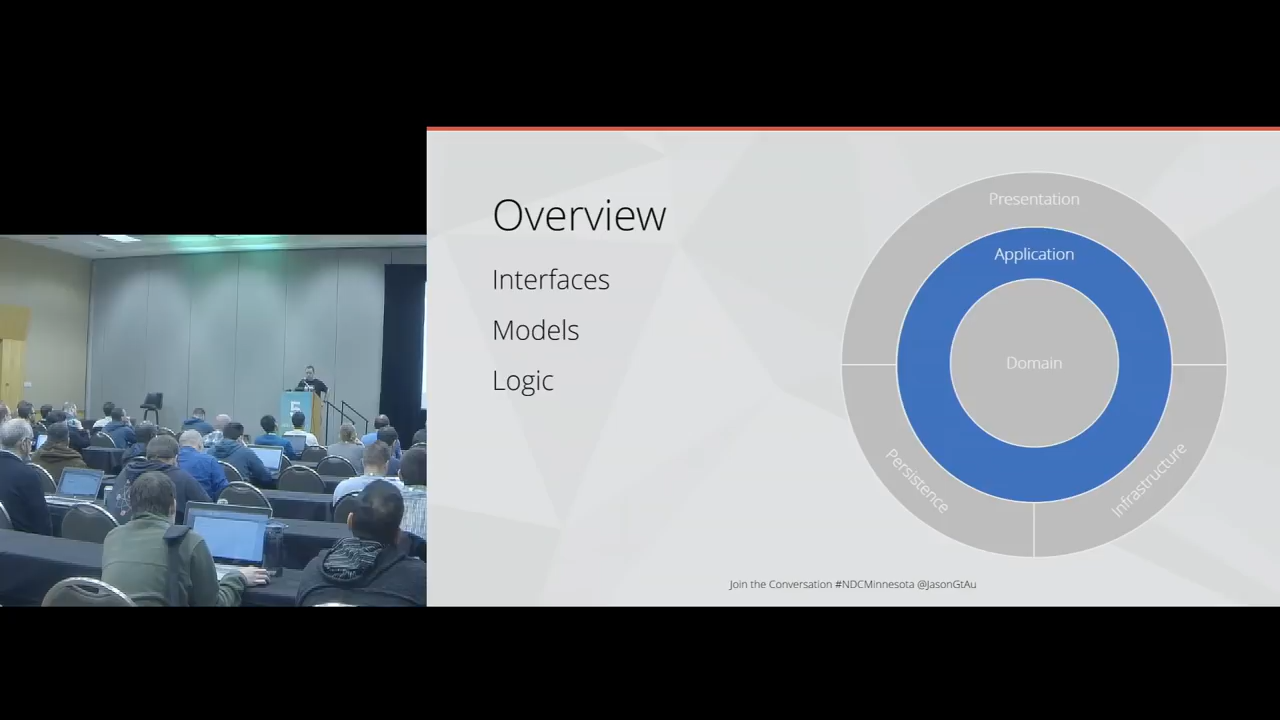 Overview
Interfaces
Models
Logic
Presentation
Application
Domain
Persistence
Infrastructure
Join the Conversation #NDCMinnesota @JasonGtAu